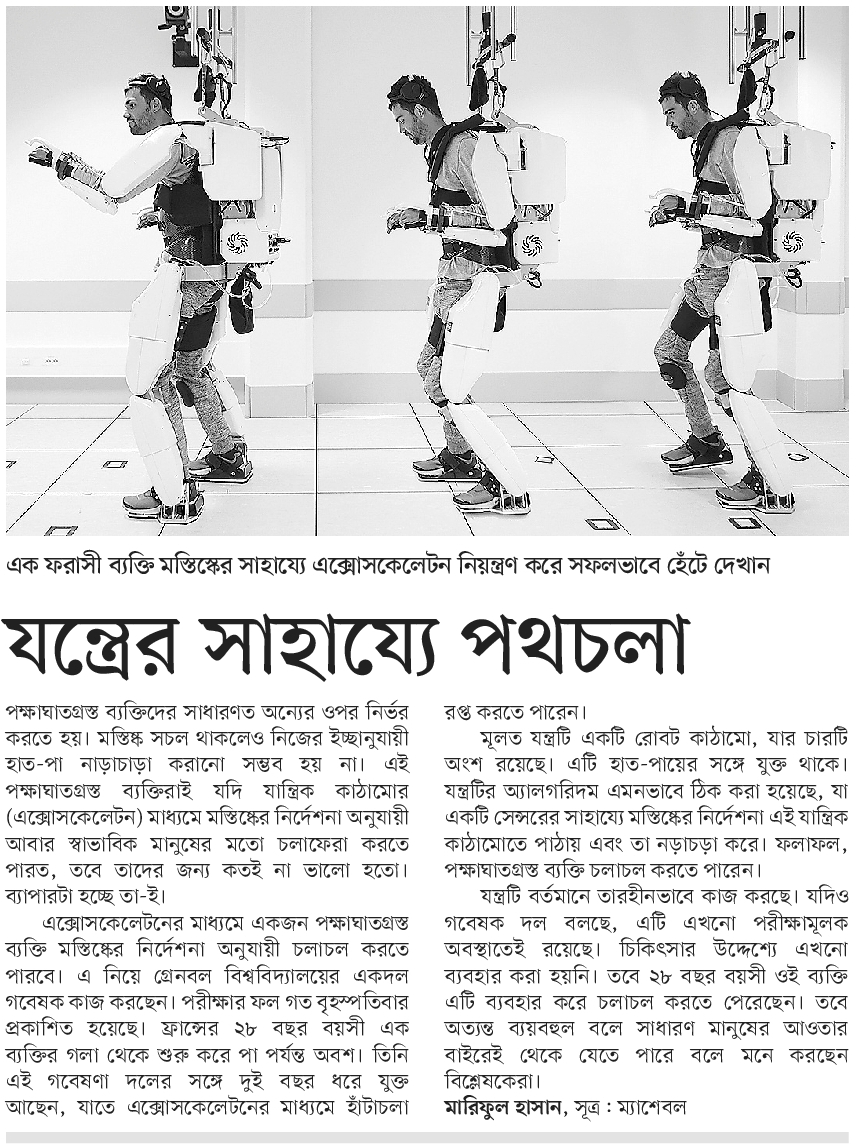 এক ফরাসী ব্যক্তি মস্তিস্কের সাহায্যে এক্সোসকেলেটন নিয়ন্ত্রণ করে সফলভাবে হেঁটে দেখান
যন্ত্রের সাহায্যে পথচলা
পক্ষাঘাতগ্রস্ত ব্যক্তিদের সাধারণত অন্যের ওপর নির্ভর
করতে হয়। মস্তিষ্ক সচল থাকলেও নিজের ইচ্ছানুযায়ী
হাত-পা নাড়াচাড়া করানো সম্ভব হয় না। এই
পক্ষাঘাতগ্রস্ত ব্যক্তিরাই যদি যান্ত্রিক কাঠামোর
(এক্সোসকেলেটন) মাধ্যমে মস্তিষ্কের নির্দেশনা অনুযায়ী
আবার স্বাভাবিক মানুষের মতো চলাফেরা করতে
পারত, তবে তাদের জন্য কতই না ভালো হতো।
ব্যাপারটা হচ্ছে তা-ই।
এক্সোসকেলেটনের মাধ্যমে একজন পক্ষাঘাতগ্রস্ত
ব্যক্তি মস্তিষ্কের নির্দেশনা অনুযায়ী চলাচল করতে
পারবে। এ নিয়ে গ্রেনবল বিশ্ববিদ্যালয়ের একদল
গবেষক কাজ করছেন। পরীক্ষার ফল গত বৃহস্পতিবার
প্রকাশিত হয়েছে। ফ্রান্সের ২৮ বছর বয়সী এক
ব্যক্তির গলা থেকে শুরু করে পা পর্যন্ত অবশ। তিনি
এই গবেষণা দলের সঙ্গে দুই বছর ধরে যুক্ত
আছেন, যাতে এক্সোসকেলেটনের মাধ্যমে হাঁটাচলা
রপ্ত করতে পারেন।
মূলত যন্ত্রটি একটি রোবট কাঠামো, যার চারটি
অংশ রয়েছে। এটি হাত-পায়ের সঙ্গে যুক্ত থাকে।
যন্ত্রটির অ্যালগরিদম এমনভাবে ঠিক করা হয়েছে, যা
একটি সেন্সরের সাহায্যে মস্তিষ্কের নির্দেশনা এই যান্ত্রিক
কাঠামোতে পাঠায় এবং তা নড়াচড়া করে। ফলাফল,
পক্ষাঘাতগ্রস্ত ব্যক্তি চলাচল করতে পারেন।
যন্ত্রটি বর্তমানে তারহীনভাবে কাজ করছে। যদিও
গবেষক দল বলছে, এটি এখনো পরীক্ষামূলক
অবস্থাতেই রয়েছে। চিকিৎসার উদ্দেশ্যে এখনো
ব্যবহার করা হয়নি। তবে ২৮ বছর বয়সী ওই ব্যক্তি
এটি ব্যবহার করে চলাচল করতে পেরেছেন। তবে
অত্যন্ত ব্যয়বহুল বলে সাধারণ মানুষের আওতার
বাইরেই থেকে যেতে পারে বলে মনে করছেন
বিশ্লেষকেরা।
মারিফুল হাসান, সূত্র : ম্যাশেবল